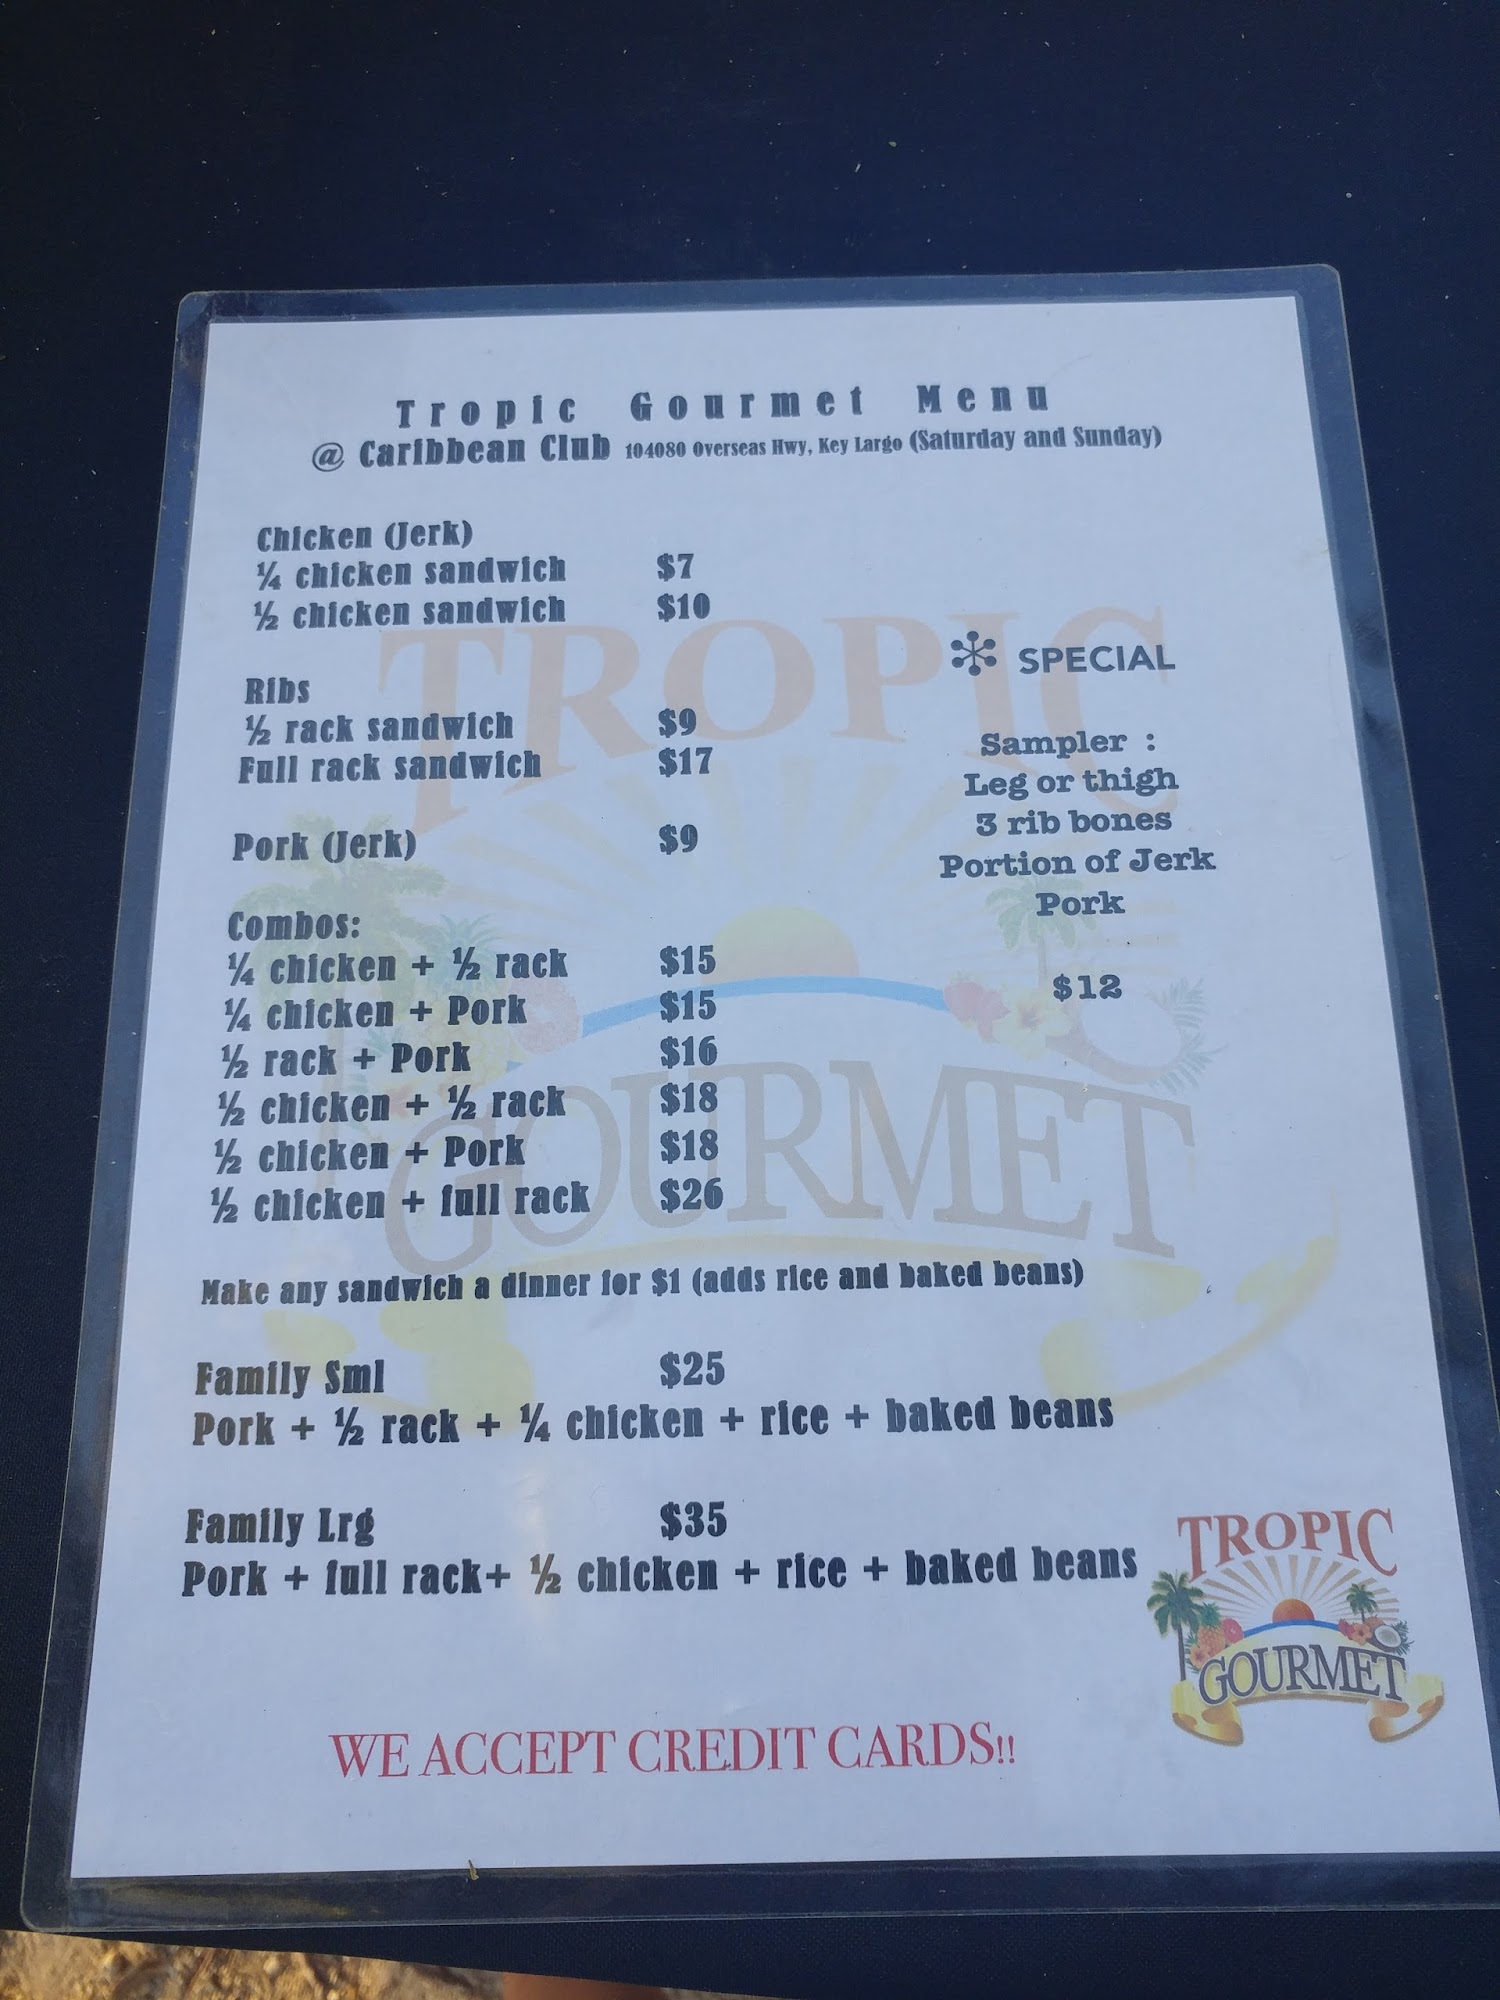 Tropic Gourmet Menu
@ Caribbean Club 104080 Overseas Hwy, Key Largo (Saturday and Sunday)
Chicken (Jerk)
¼ chicken sandwich $7
½ chicken sandwich $10
Ribs
½ rack sandwich $9
Full rack sandwich $17
Pork (Jerk) $9
Combos:
¼ chicken + ½ rack $15
¼ chicken + Pork $15
½ rack + Pork $16
½ chicken + ½ rack $18
½ chicken + Pork $18
½ chicken + full rack $26
Make any sandwich a dinner for $1 (adds rice and baked beans)
Family Sml $25
Pork + ½ rack + ¼ chicken + rice + baked beans
Family Lrg $35
Pork + full rack+ ½ chicken + rice + baked beans
SPECIAL
Sampler :
Leg or thigh
3 rib bones
Portion of Jerk
Pork
$12
TROPIC
GOURMET
TROPIC
GOURMET
WE ACCEPT CREDIT CARDS!!